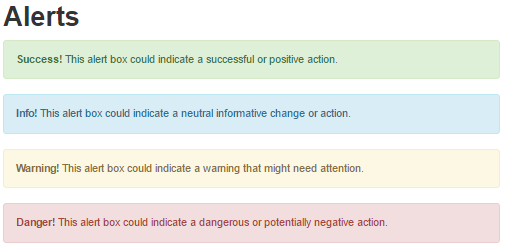 Alerts
Success! This alert box could indicate a successful or positive action.
Info! This alert box could indicate a neutral informative change or action.
Warning! This alert box could indicate a warning that might need attention.
Danger! This alert box could indicate a dangerous or potentially negative action.